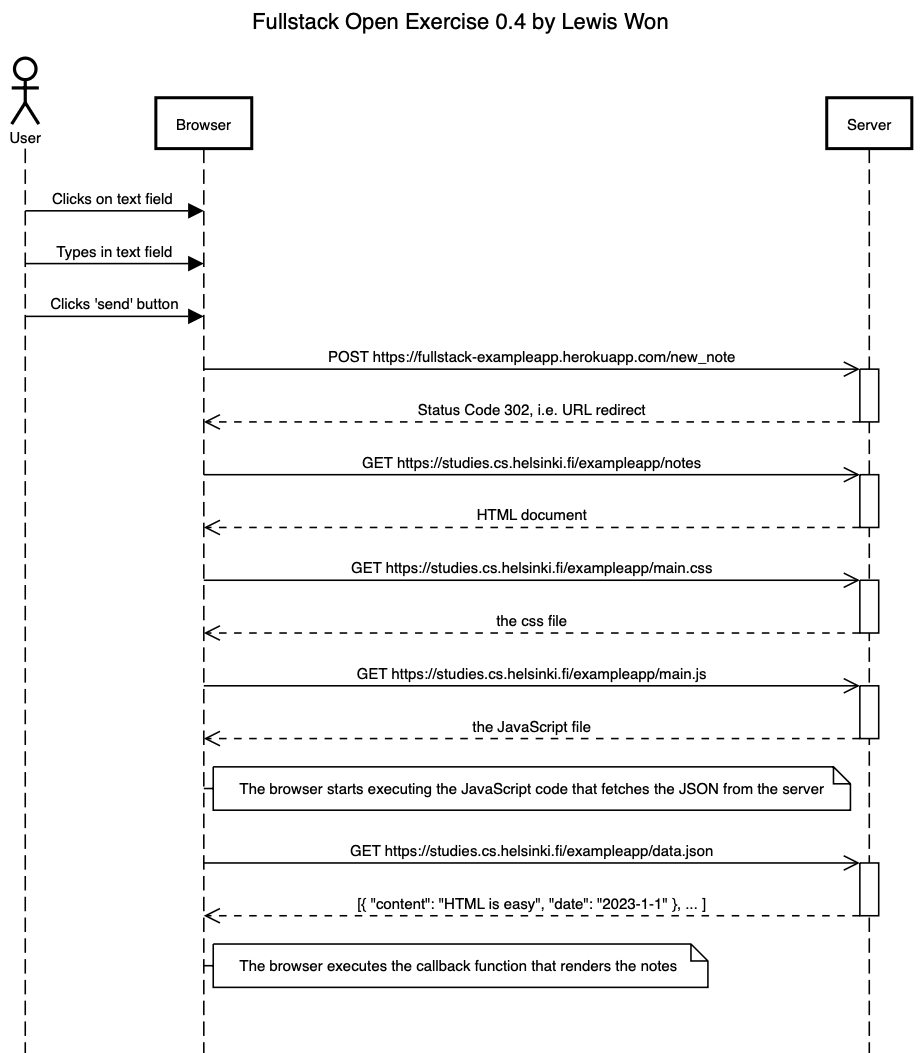 Fullstack Open Exercise 0.4 by Lewis Won
User
Browser
Server
Clicks on text field
Types in text field
Clicks 'send' button
POST https://fullstack-exampleapp.herokuapp.com/new_note
Status Code 302, i.e. URL redirect
GET https://studies.cs.helsinki.fi/exampleapp/notes
HTML document
GET https://studies.cs.helsinki.fi/exampleapp/main.css
the css file
GET https://studies.cs.helsinki.fi/exampleapp/main.js
the JavaScript file
The browser starts executing the JavaScript code that fetches the JSON from the server
GET https://studies.cs.helsinki.fi/exampleapp/data.json
[{ "content": "HTML is easy", "date": "2023-1-1" }, ... ]
The browser executes the callback function that renders the notes